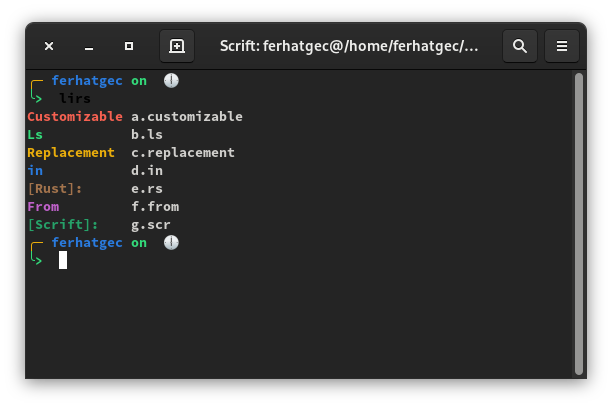 Scrift: ferhatgec@/home/ferhatgec/...
ferhatgec on
lirs
Customizable a.customizable
Ls b.ls
Replacement c.replacement
in d.in
[Rust]: e.rs
From f.from
[Scrift]: g.scr
ferhatgec on